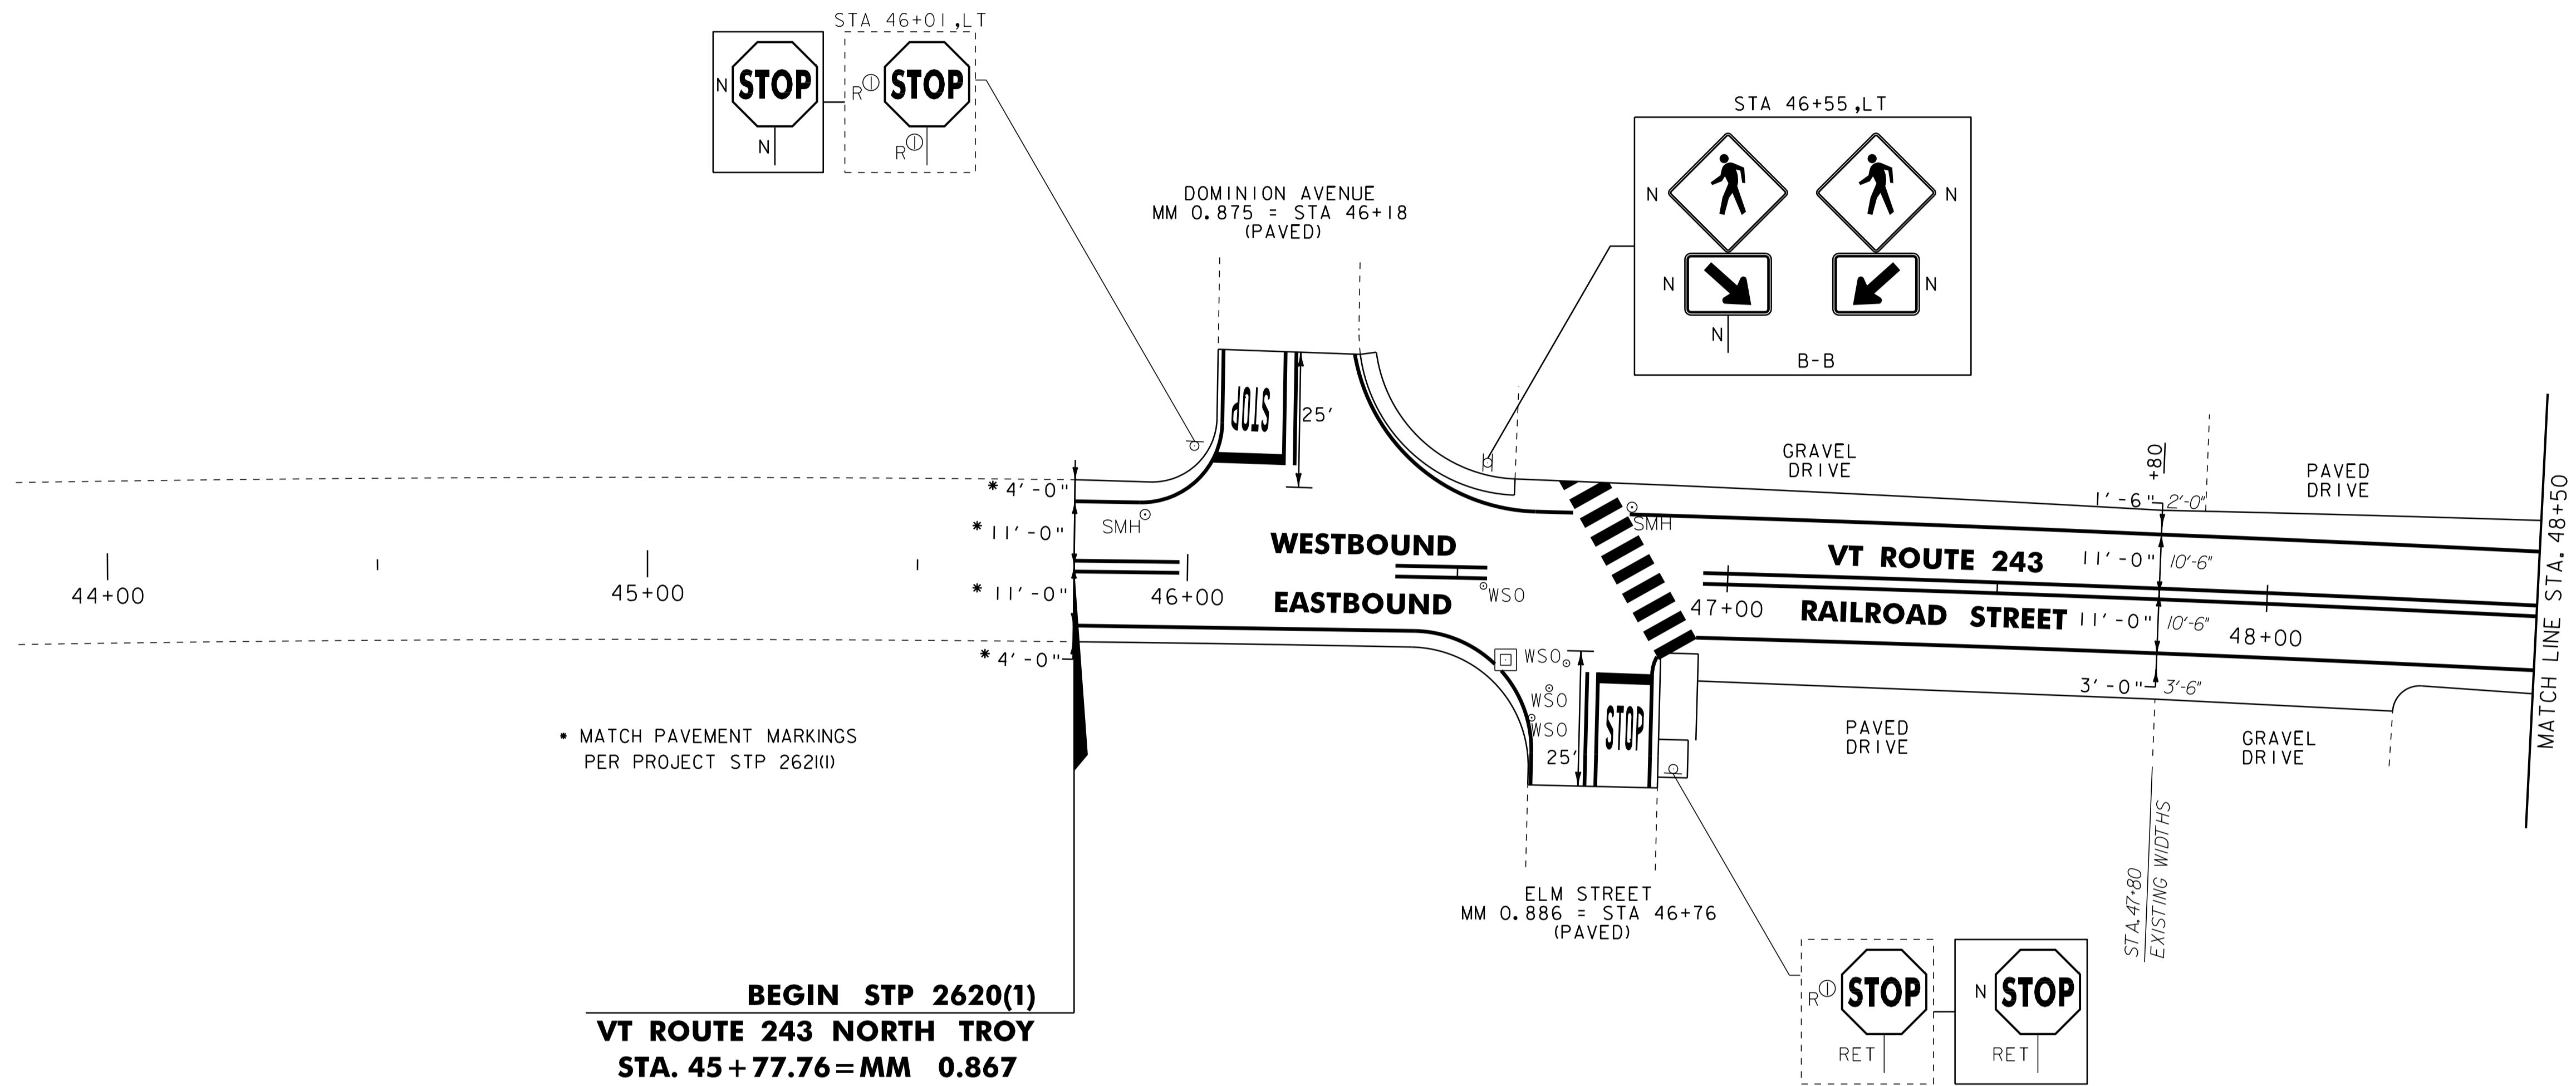 STA 46+01,LT
N STOP
N
R① STOP
R①
STA 46+55,LT
N N
N N
N
B-B
DOMINION AVENUE
MM 0.875 = STA 46+18
(PAVED)
STOP
25'
GRAVEL
DRIVE
+80
PAVED
DRIVE
MATCH LINE STA. 48+50
* 4'-0"
* 11'-0"
* 11'-0"
* 4'-0"
SMH
SMH
1'-6" 2'-0"
11'-0" 10'-6"
11'-0" 10'-6"
3'-0" 3'-6"
WESTBOUND
EASTBOUND
VT ROUTE 243
RAILROAD STREET
44+00
45+00
46+00
47+00
48+00
WSO
WSO
WSO
WSO
STOP
25'
PAVED
DRIVE
GRAVEL
DRIVE
* MATCH PAVEMENT MARKINGS
PER PROJECT STP 2621(1)
STA. 47+80
EXISTING WIDTHS
ELM STREET
MM 0.886 = STA 46+76
(PAVED)
R① STOP
RET
N STOP
RET
BEGIN STP 2620(1)
VT ROUTE 243 NORTH TROY
STA. 45+77.76=MM 0.867